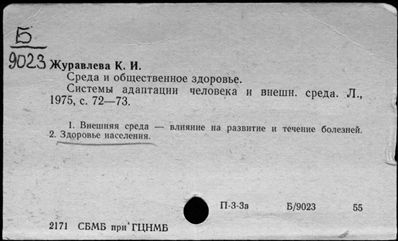 Б
9023
Журавлева К. И.
Среда и общественное здоровье.
Системы адаптации человека и внешн. среда. Л.,
1975, с. 72—73.
1. Внешняя среда — влияние на развитие и течение болезней.
2. Здоровье населения.
П-3-3а Б/9023 55
2171 СБМБ при ГЦНМБ